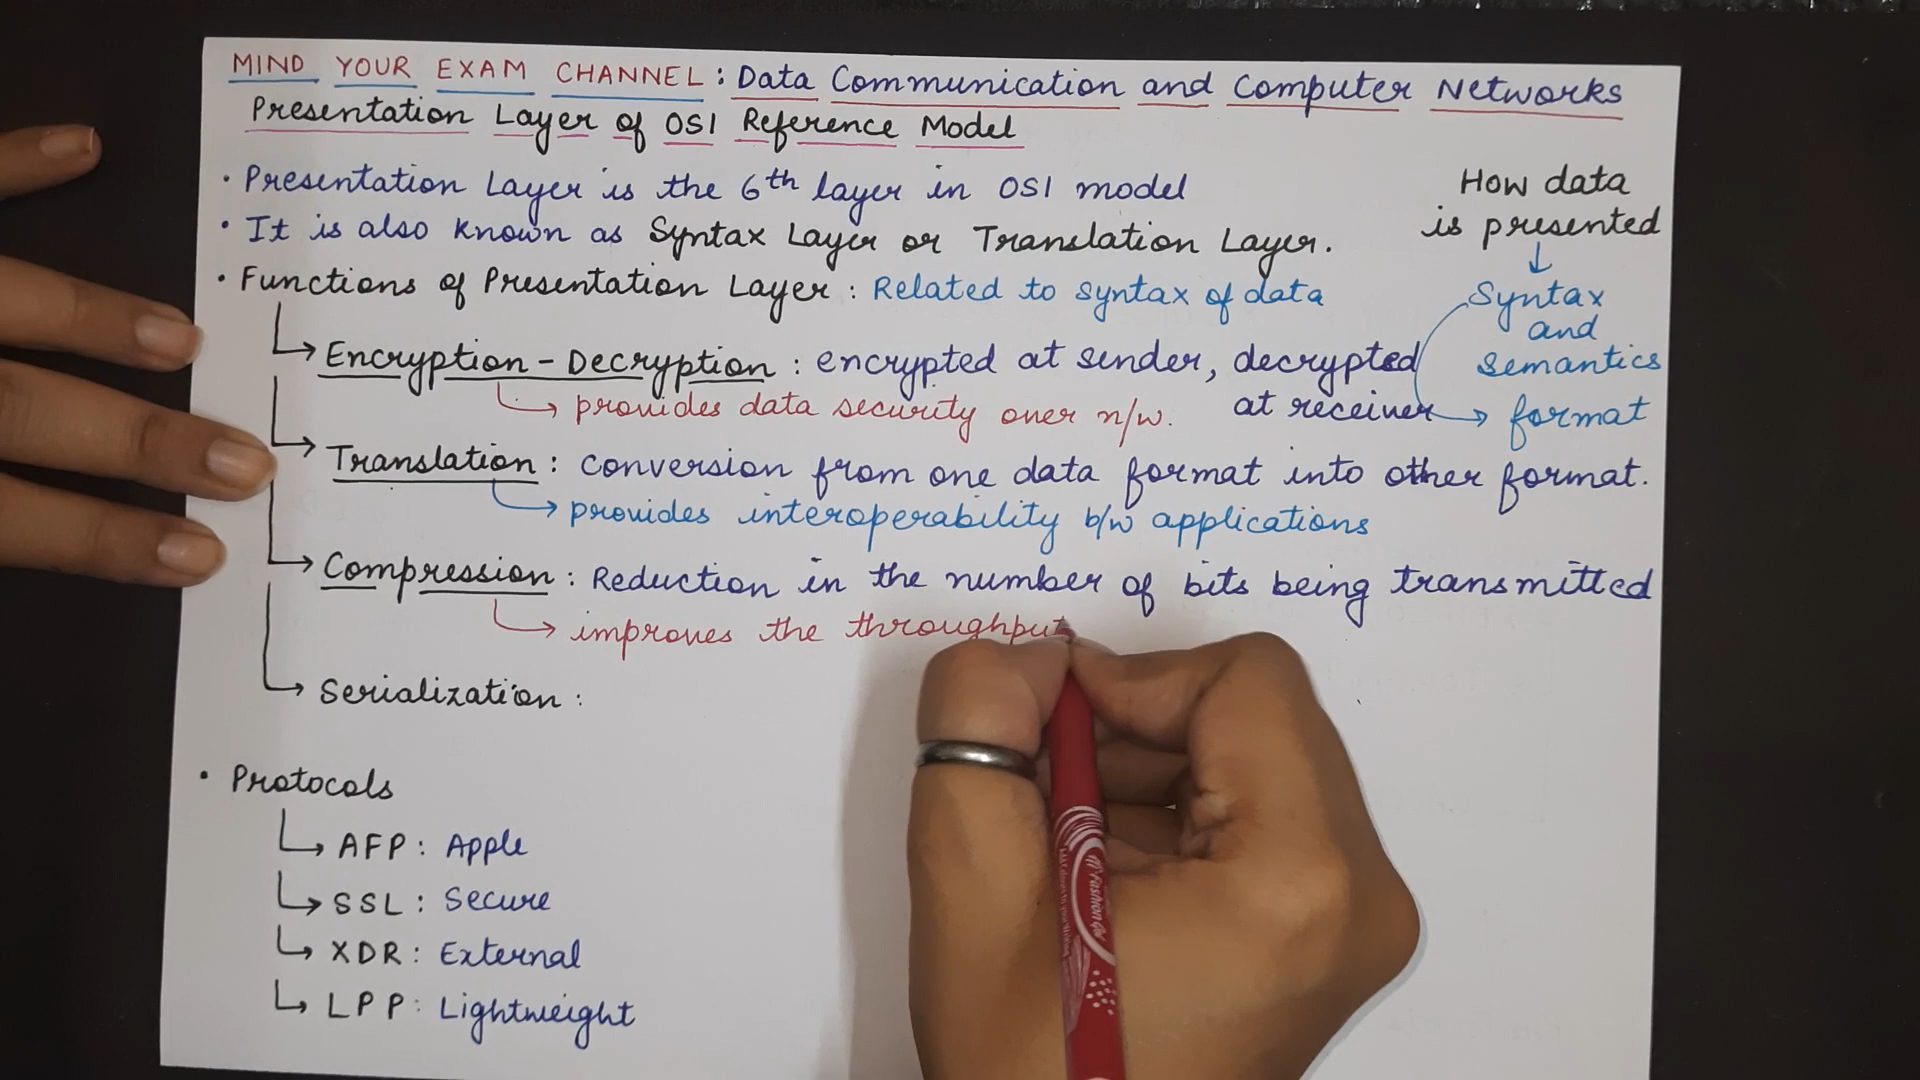 MIND YOUR EXAM CHANNEL : Data Communication and Computer Networks
Presentation Layer of OSI Reference Model
• Presentation Layer is the 6th layer in OSI model
• It is also known as Syntax Layer or Translation Layer.
• Functions of Presentation Layer : Related to syntax of data
→ Encryption - Decryption : encrypted at sender, decrypted
at receiver
→ provides data security over n/w.
→ Translation : conversion from one data format into other format.
→ provides interoperability b/w applications
→ Compression : Reduction in the number of bits being transmitted
→ improves the throughput
→ Serialization :
• Protocols
→ AFP : Apple
→ SSL : Secure
→ XDR : External
→ LPP : Lightweight
How data
is presented
↓
Syntax
and
semantics
→ format
Fashion